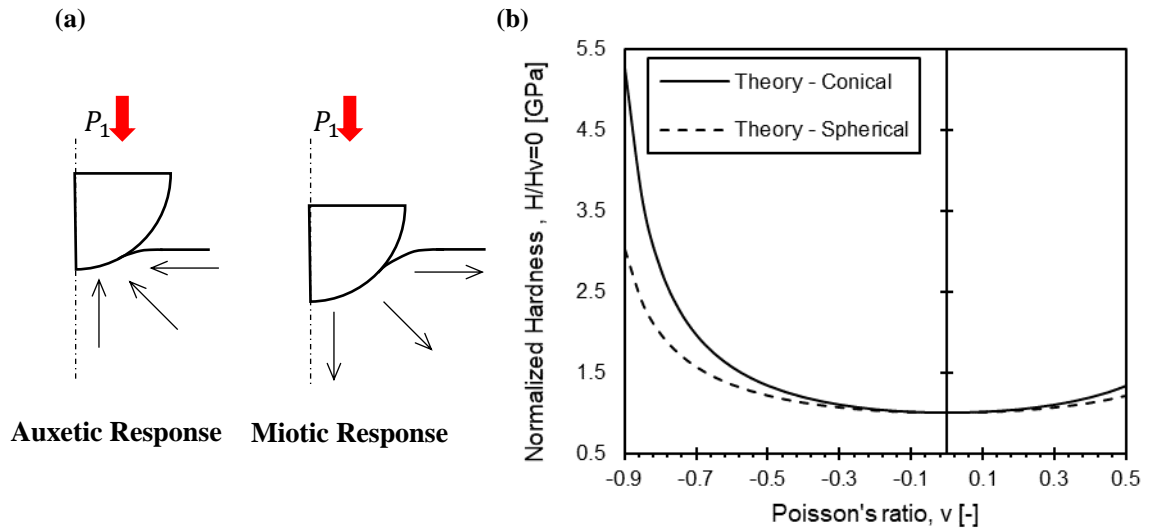 (a)
P₁
P₁
Auxetic Response
Miotic Response
(b)
Normalized Hardness , H/Hv=0 [GPa]
5.5
4.5
3.5
2.5
1.5
0.5
Theory - Conical
Theory - Spherical
-0.9
-0.7
-0.5
-0.3
-0.1
0.1
0.3
0.5
Poisson's ratio, v [-]